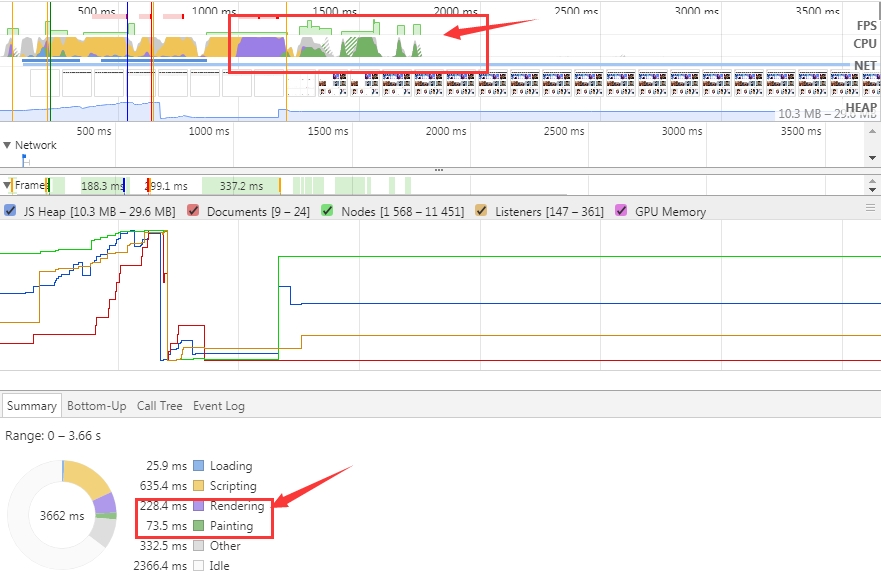 500 ms 1000 ms 1500 ms 2000 ms 2500 ms 3000 ms 3500 ms
FPS
CPU
NET
HEAP
10.3 MB – 29.6 MB
500 ms 1000 ms 1500 ms 2000 ms 2500 ms 3000 ms 3500 ms
Network
...
Frames 188.3 ms 299.1 ms 337.2 ms
JS Heap [10.3 MB – 29.6 MB] Documents [9 – 24] Nodes [1 568 – 11 451] Listeners [147 – 361] GPU Memory
Summary Bottom-Up Call Tree Event Log
Range: 0 – 3.66 s
25.9 ms Loading
635.4 ms Scripting
228.4 ms Rendering
3662 ms
73.5 ms Painting
332.5 ms Other
2366.4 ms Idle